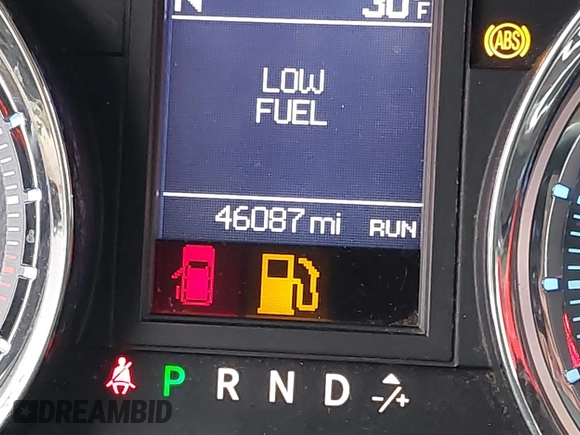 N 30 F
ABS
LOW
FUEL
46087 mi RUN
P R N D -/+
DREAMBID